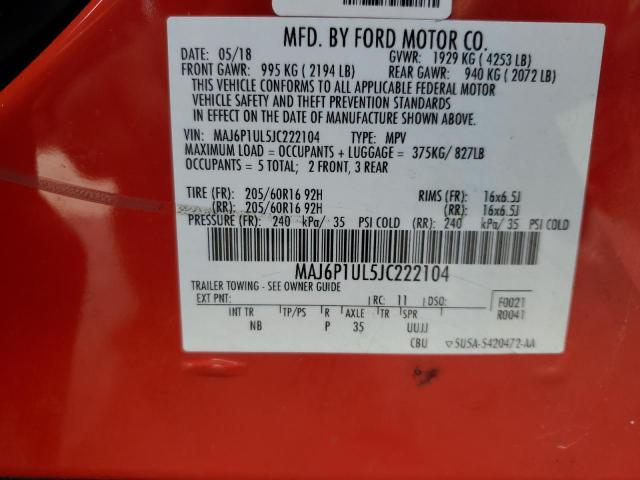 MFD. BY FORD MOTOR CO.
DATE: 05/18 GVWR: 1929 KG ( 4253 LB)
FRONT GAWR: 995 KG ( 2194 LB) REAR GAWR: 940 KG ( 2072 LB)
THIS VEHICLE CONFORMS TO ALL APPLICABLE FEDERAL MOTOR
VEHICLE SAFETY AND THEFT PREVENTION STANDARDS IN
EFFECT ON THE DATE OF MANUFACTURE SHOWN ABOVE.
VIN: MAJ6P1UL5JC222104 TYPE: MPV
MAXIMUM LOAD = OCCUPANTS + LUGGAGE = 375KG/ 827LB
OCCUPANTS = 5 TOTAL; 2 FRONT, 3 REAR
TIRE (FR): 205/60R16 92H RIMS (FR): 16x6.5J
(RR): 205/60R16 92H (RR): 16x6.5J
PRESSURE (FR): 240 kPa/ 35 PSI COLD (RR): 240 kPa/ 35 PSI COLD
MAJ6P1UL5JC222104
TRAILER TOWING - SEE OWNER GUIDE
EXT PNT: RC: 11 DSO: F0021
R0041
INT TR TP/PS R AXLE TR SPR
NB P 35 UUJJ
CBU 5U5A-5420472-AA